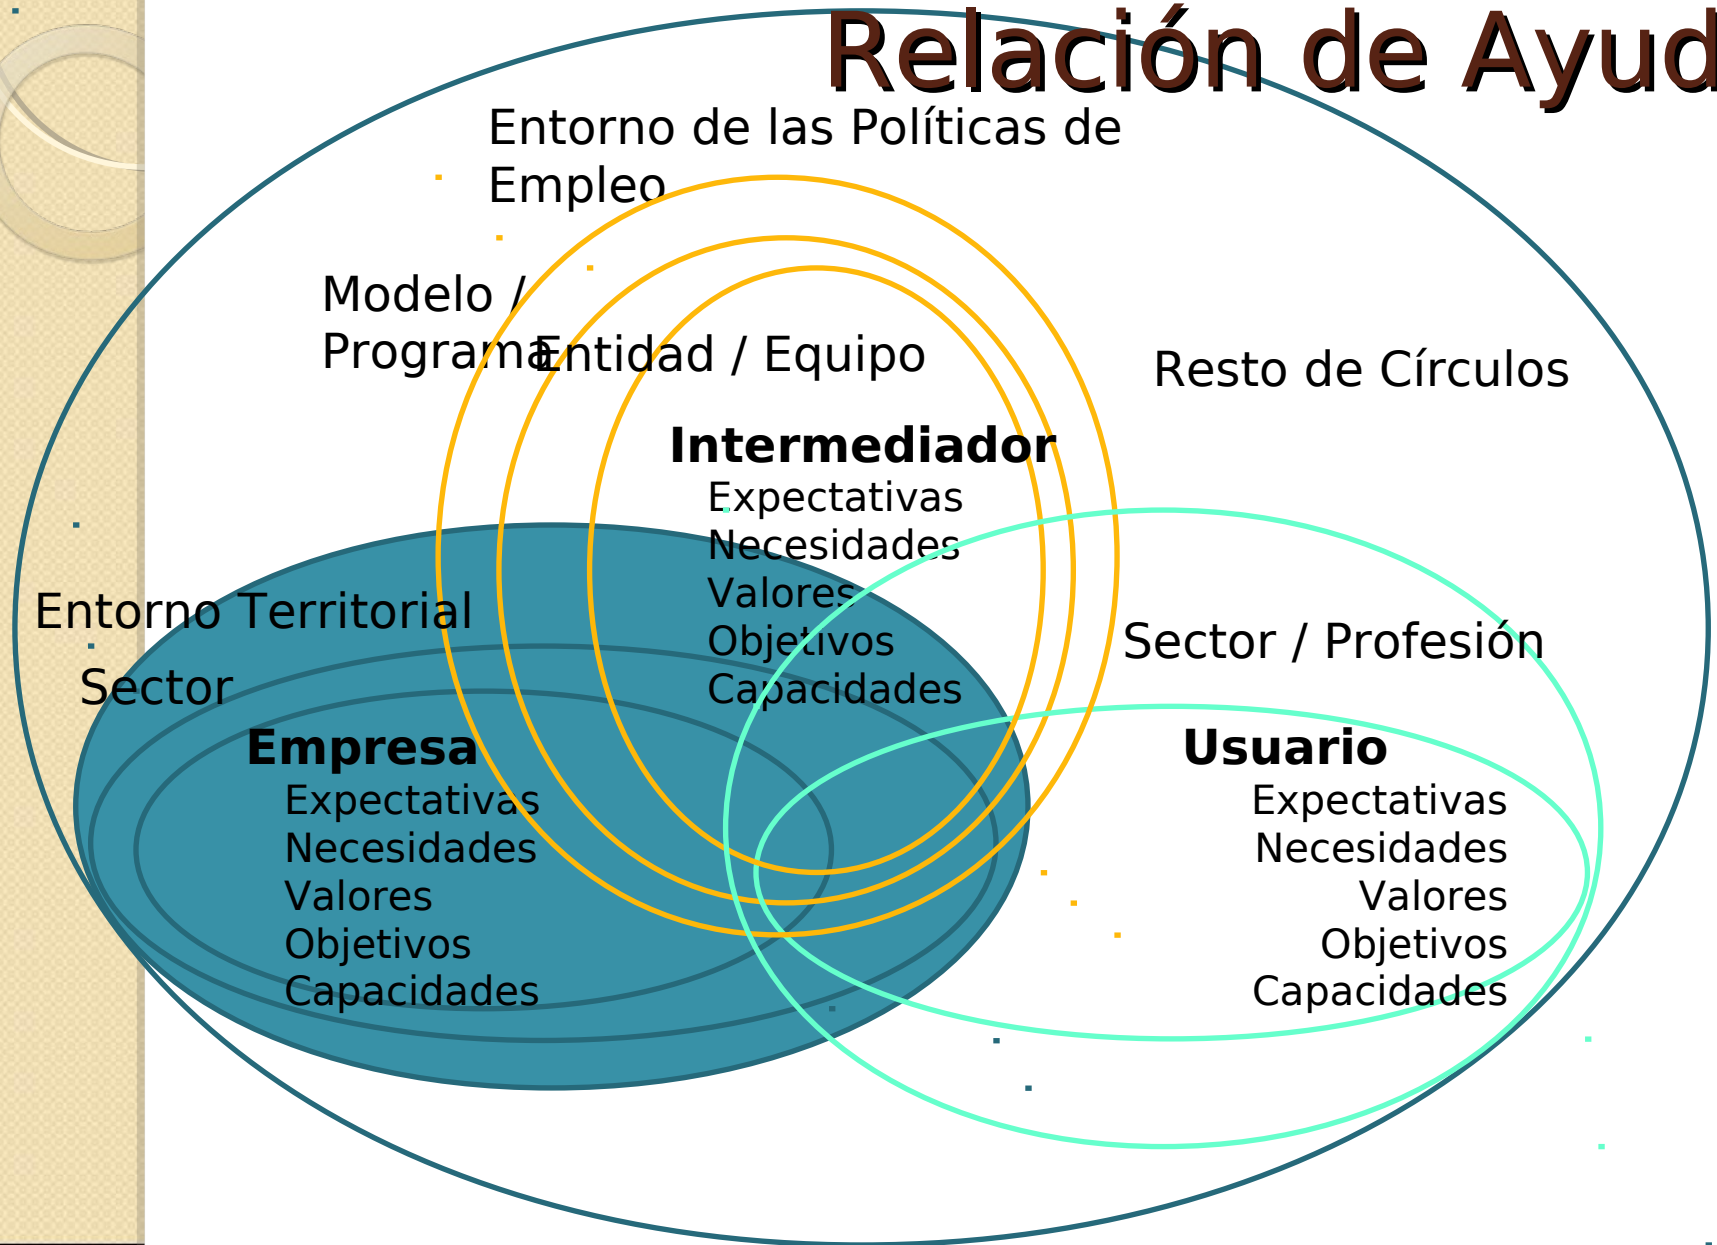 Relación de Ayud
Entorno de las Políticas de
Empleo
Modelo /
Programa
Entidad / Equipo
Resto de Círculos
Intermediador
Expectativas
Necesidades
Valores
Objetivos
Capacidades
Entorno Territorial
Sector
Empresa
Expectativas
Necesidades
Valores
Objetivos
Capacidades
Sector / Profesión
Usuario
Expectativas
Necesidades
Valores
Objetivos
Capacidades